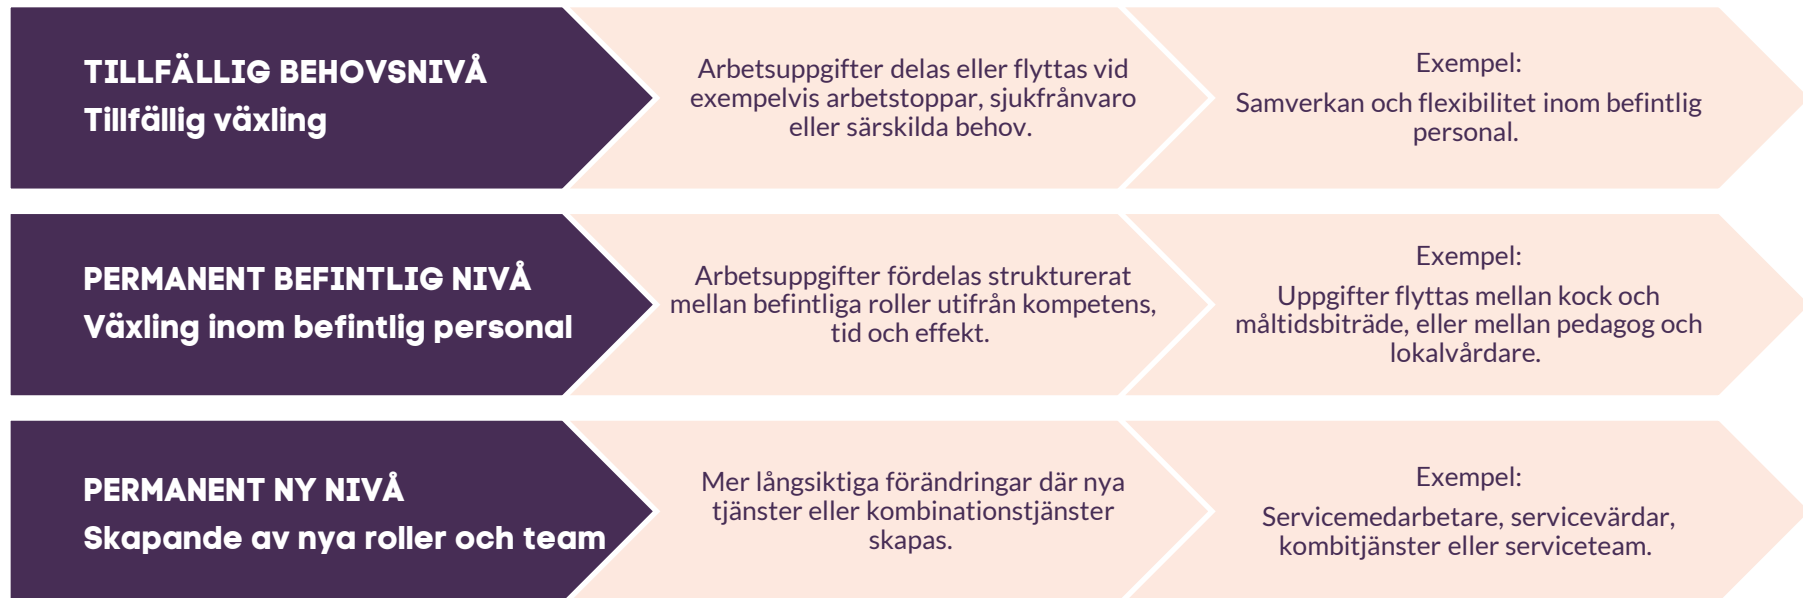 TILLFÄLLIG BEHOVSNIVÅ
Tillfällig växling
Arbetsuppgifter delas eller flyttas vid
exempelvis arbetstoppar, sjukfrånvaro
eller särskilda behov.
Exempel:
Samverkan och flexibilitet inom befintlig
personal.
PERMANENT BEFINTLIG NIVÅ
Växling inom befintlig personal
Arbetsuppgifter fördelas strukturerat
mellan befintliga roller utifrån kompetens,
tid och effekt.
Exempel:
Uppgifter flyttas mellan kock och
måltidsbiträde, eller mellan pedagog och
lokalvårdare.
PERMANENT NY NIVÅ
Skapande av nya roller och team
Mer långsiktiga förändringar där nya
tjänster eller kombinationstjänster
skapas.
Exempel:
Servicemedarbetare, servicevärdar,
kombitjänster eller serviceteam.